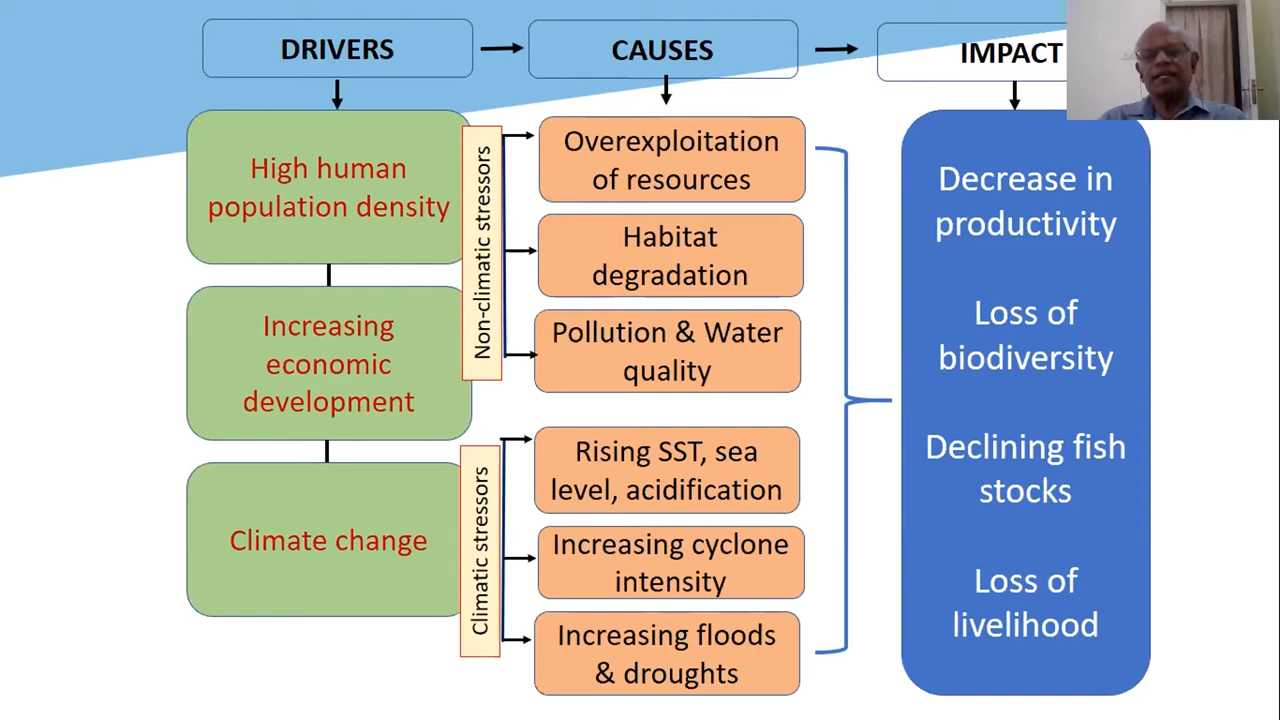 DRIVERS
CAUSES
IMPACT
High human
population density
Increasing
economic
development
Climate change
Non-climatic stressors
Climatic stressors
Overexploitation
of resources
Habitat
degradation
Pollution & Water
quality
Rising SST, sea
level, acidification
Increasing cyclone
intensity
Increasing floods
& droughts
Decrease in
productivity
Loss of
biodiversity
Declining fish
stocks
Loss of
livelihood